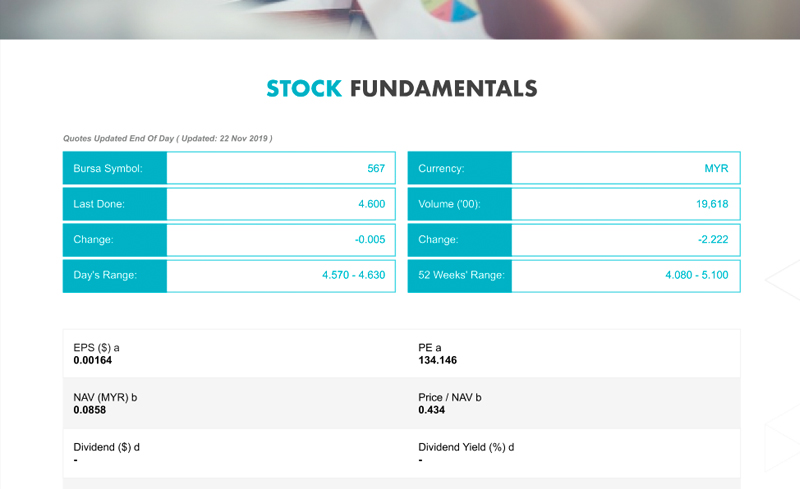 STOCK FUNDAMENTALS
Quotes Updated End Of Day ( Updated: 22 Nov 2019 )
Bursa Symbol: 567 Currency: MYR
Last Done: 4.600 Volume ('00): 19,618
Change: -0.005 Change: -2.222
Day's Range: 4.570 - 4.630 52 Weeks' Range: 4.080 - 5.100
EPS ($) a PE a
0.00164 134.146
NAV (MYR) b Price / NAV b
0.0858 0.434
Dividend ($) d Dividend Yield (%) d
- -